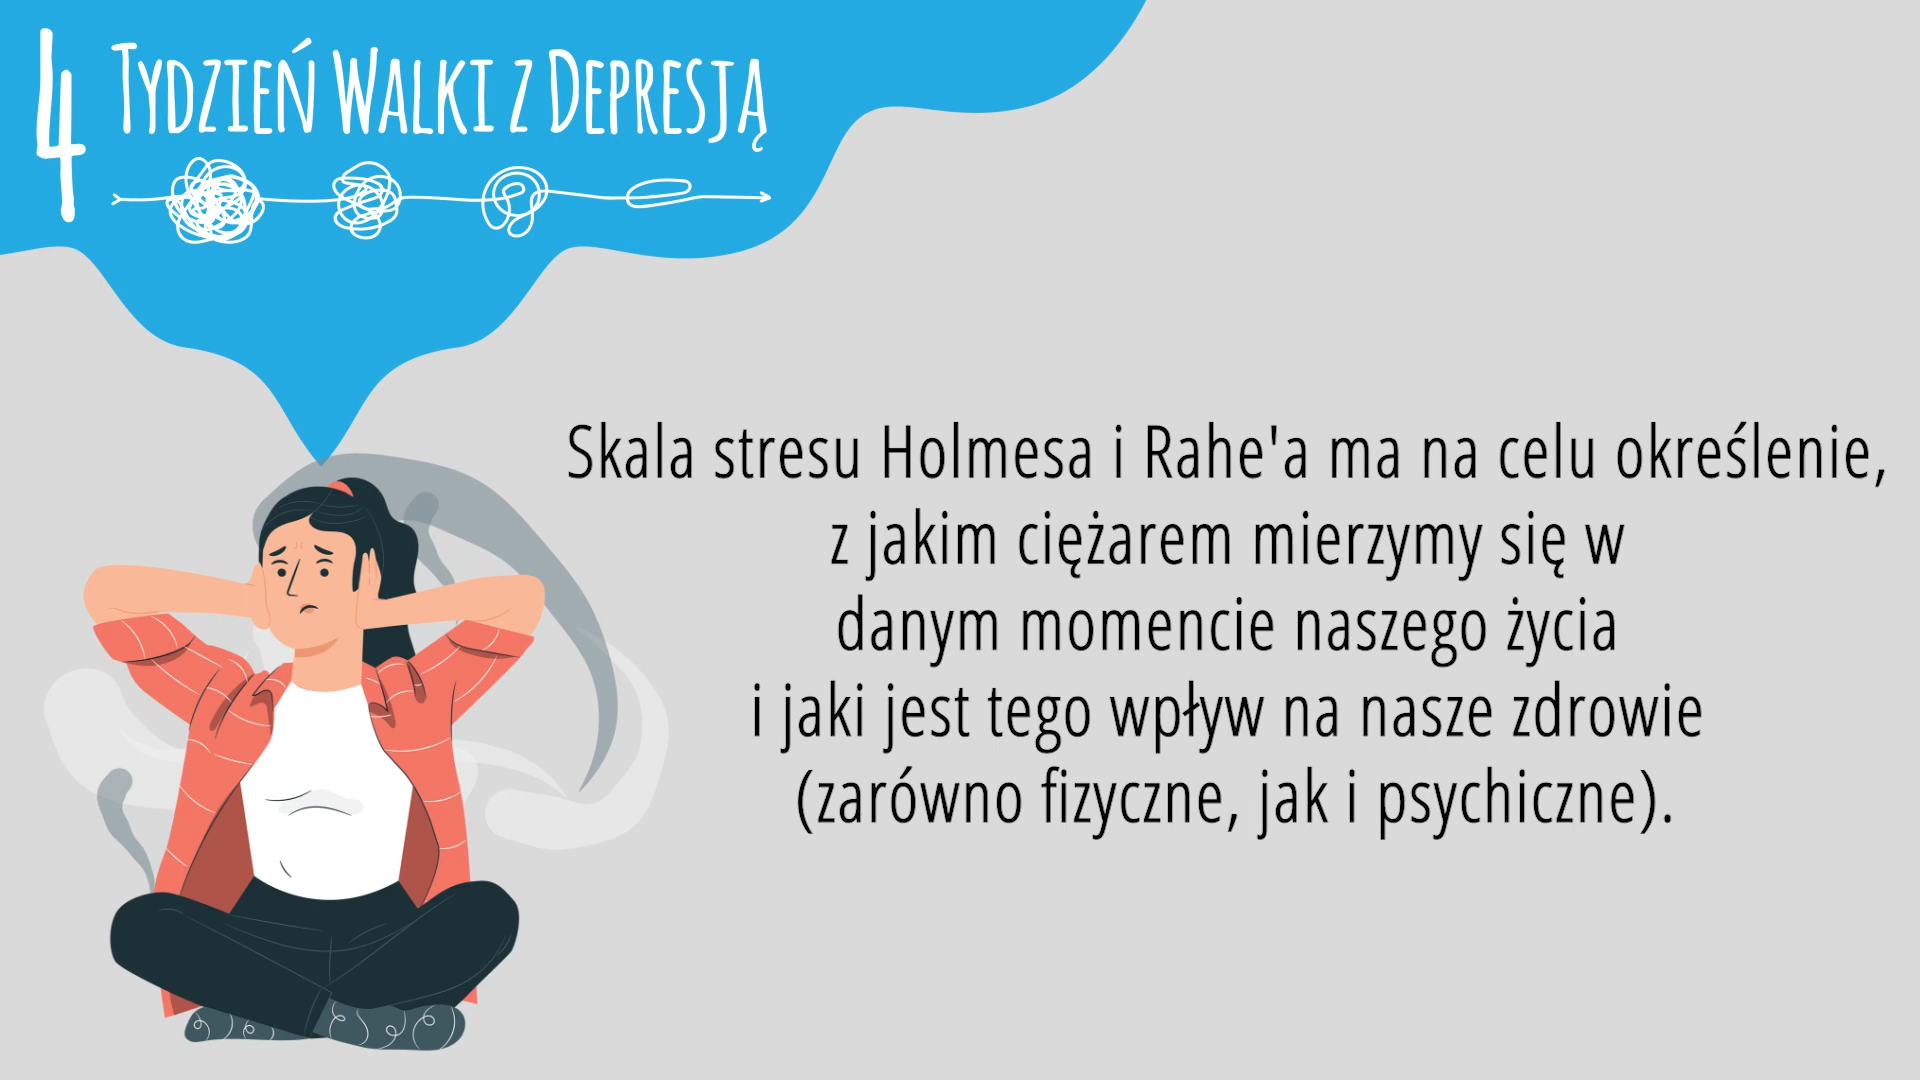 4 Tydzień Walki z Depresją
Skala stresu Holmesa i Rahe'a ma na celu określenie,
z jakim ciężarem mierzymy się w
danym momencie naszego życia
i jaki jest tego wpływ na nasze zdrowie
(zarówno fizyczne, jak i psychiczne).